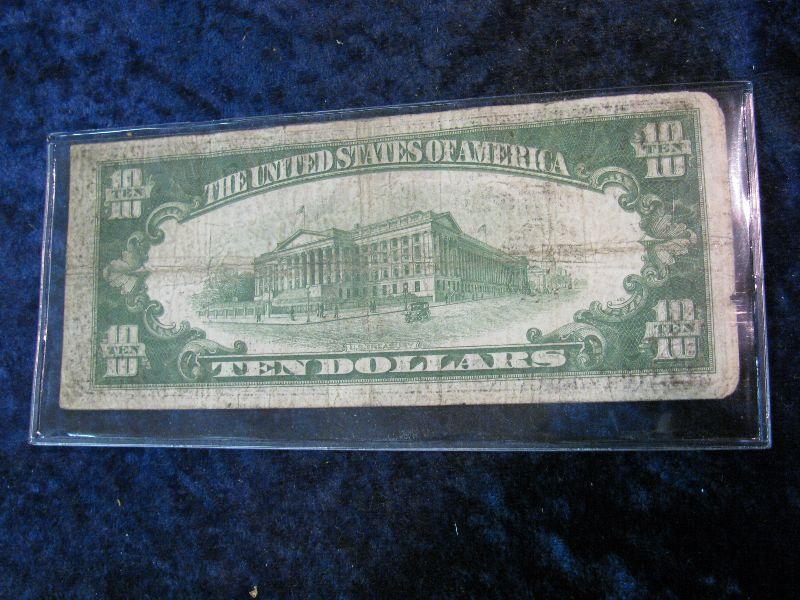 10 TEN 10
THE UNITED STATES OF AMERICA
10 TEN 10
10 TEN 10
U.S. TREASURY
TEN DOLLARS
10 TEN 10